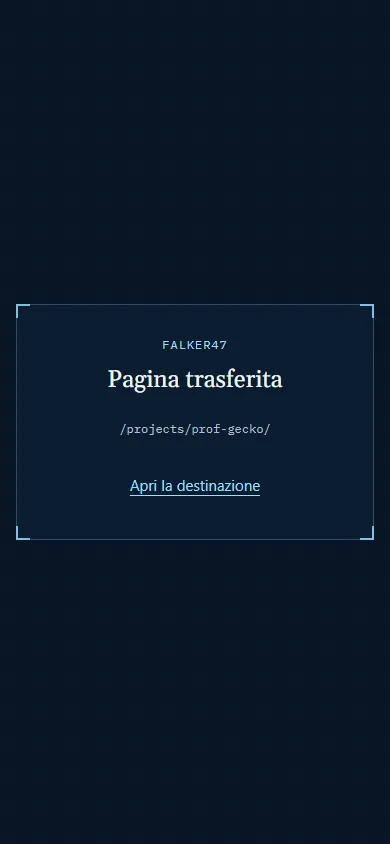 FALKER47
Pagina trasferita
/projects/prof-gecko/
Apri la destinazione